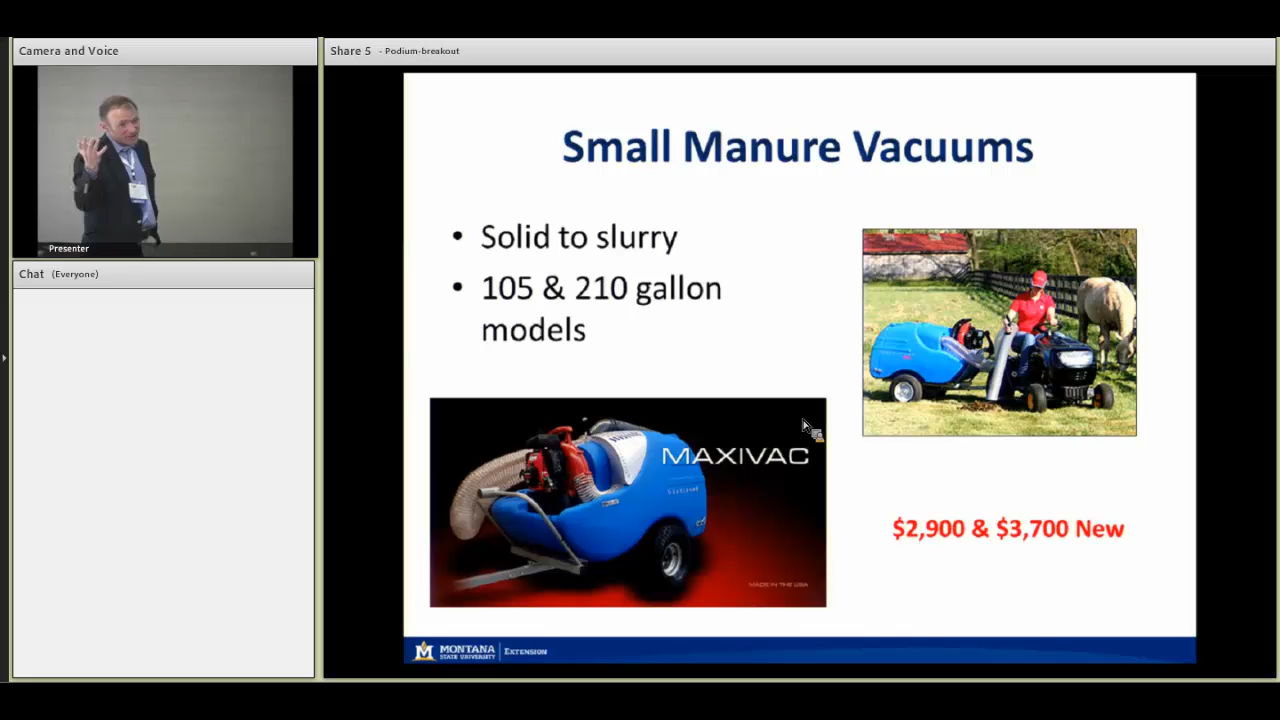 Camera and Voice
Share 5 - Podium-breakout
Presenter
Chat (Everyone)
Small Manure Vacuums
• Solid to slurry
• 105 & 210 gallon
models
MAXIVAC
MADE IN THE USA
$2,900 & $3,700 New
M MONTANA
STATE UNIVERSITY
EXTENSION